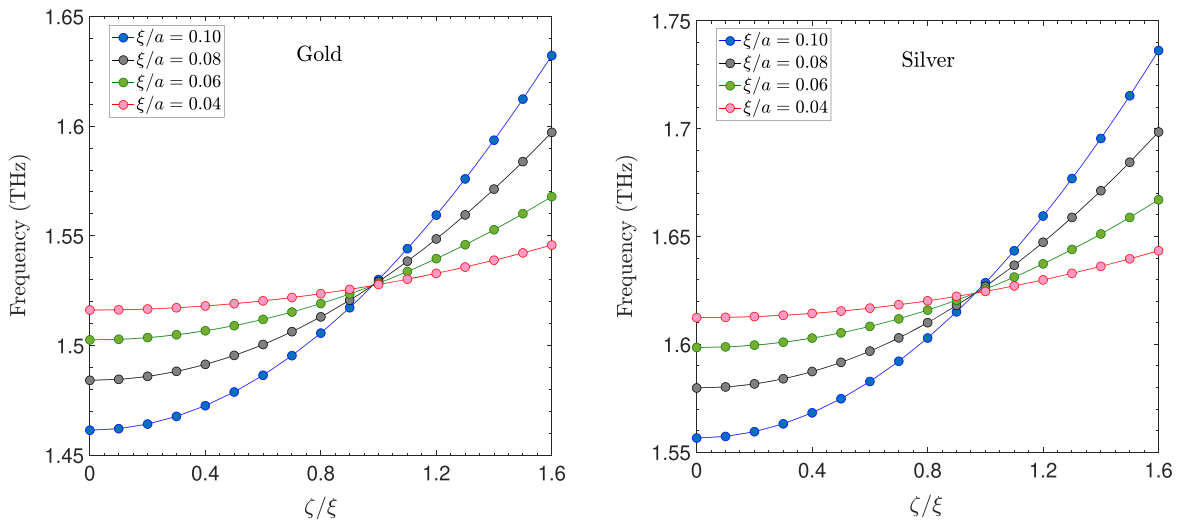 Gold
ξ/a = 0.10
ξ/a = 0.08
ξ/a = 0.06
ξ/a = 0.04
Frequency (THz)
1.65
1.6
1.55
1.5
1.45
0 0.4 0.8 1.2 1.6
ζ/ξ
Silver
ξ/a = 0.10
ξ/a = 0.08
ξ/a = 0.06
ξ/a = 0.04
Frequency (THz)
1.75
1.7
1.65
1.6
1.55
0 0.4 0.8 1.2 1.6
ζ/ξ